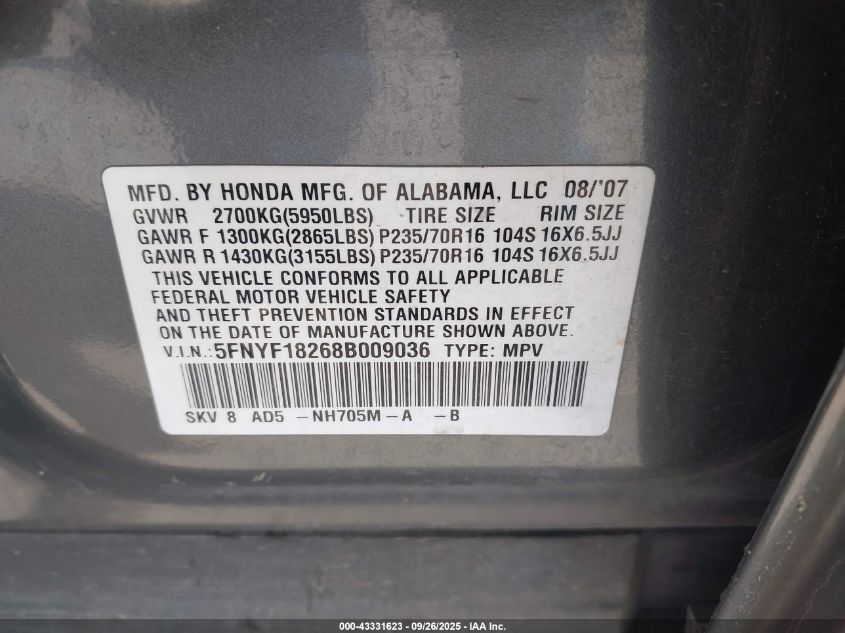 MFD. BY HONDA MFG. OF ALABAMA, LLC 08/'07
GVWR 2700KG(5950LBS) TIRE SIZE RIM SIZE
GAWR F 1300KG(2865LBS) P235/70R16 104S 16X6.5JJ
GAWR R 1430KG(3155LBS) P235/70R16 104S 16X6.5JJ
THIS VEHICLE CONFORMS TO ALL APPLICABLE
FEDERAL MOTOR VEHICLE SAFETY
AND THEFT PREVENTION STANDARDS IN EFFECT
ON THE DATE OF MANUFACTURE SHOWN ABOVE.
V.I.N.: 5FNYF18268B009036 TYPE: MPV
SKV 8 AD5 -NH705M-A -B
000-43331623 - 09/26/2025 - IAA Inc.